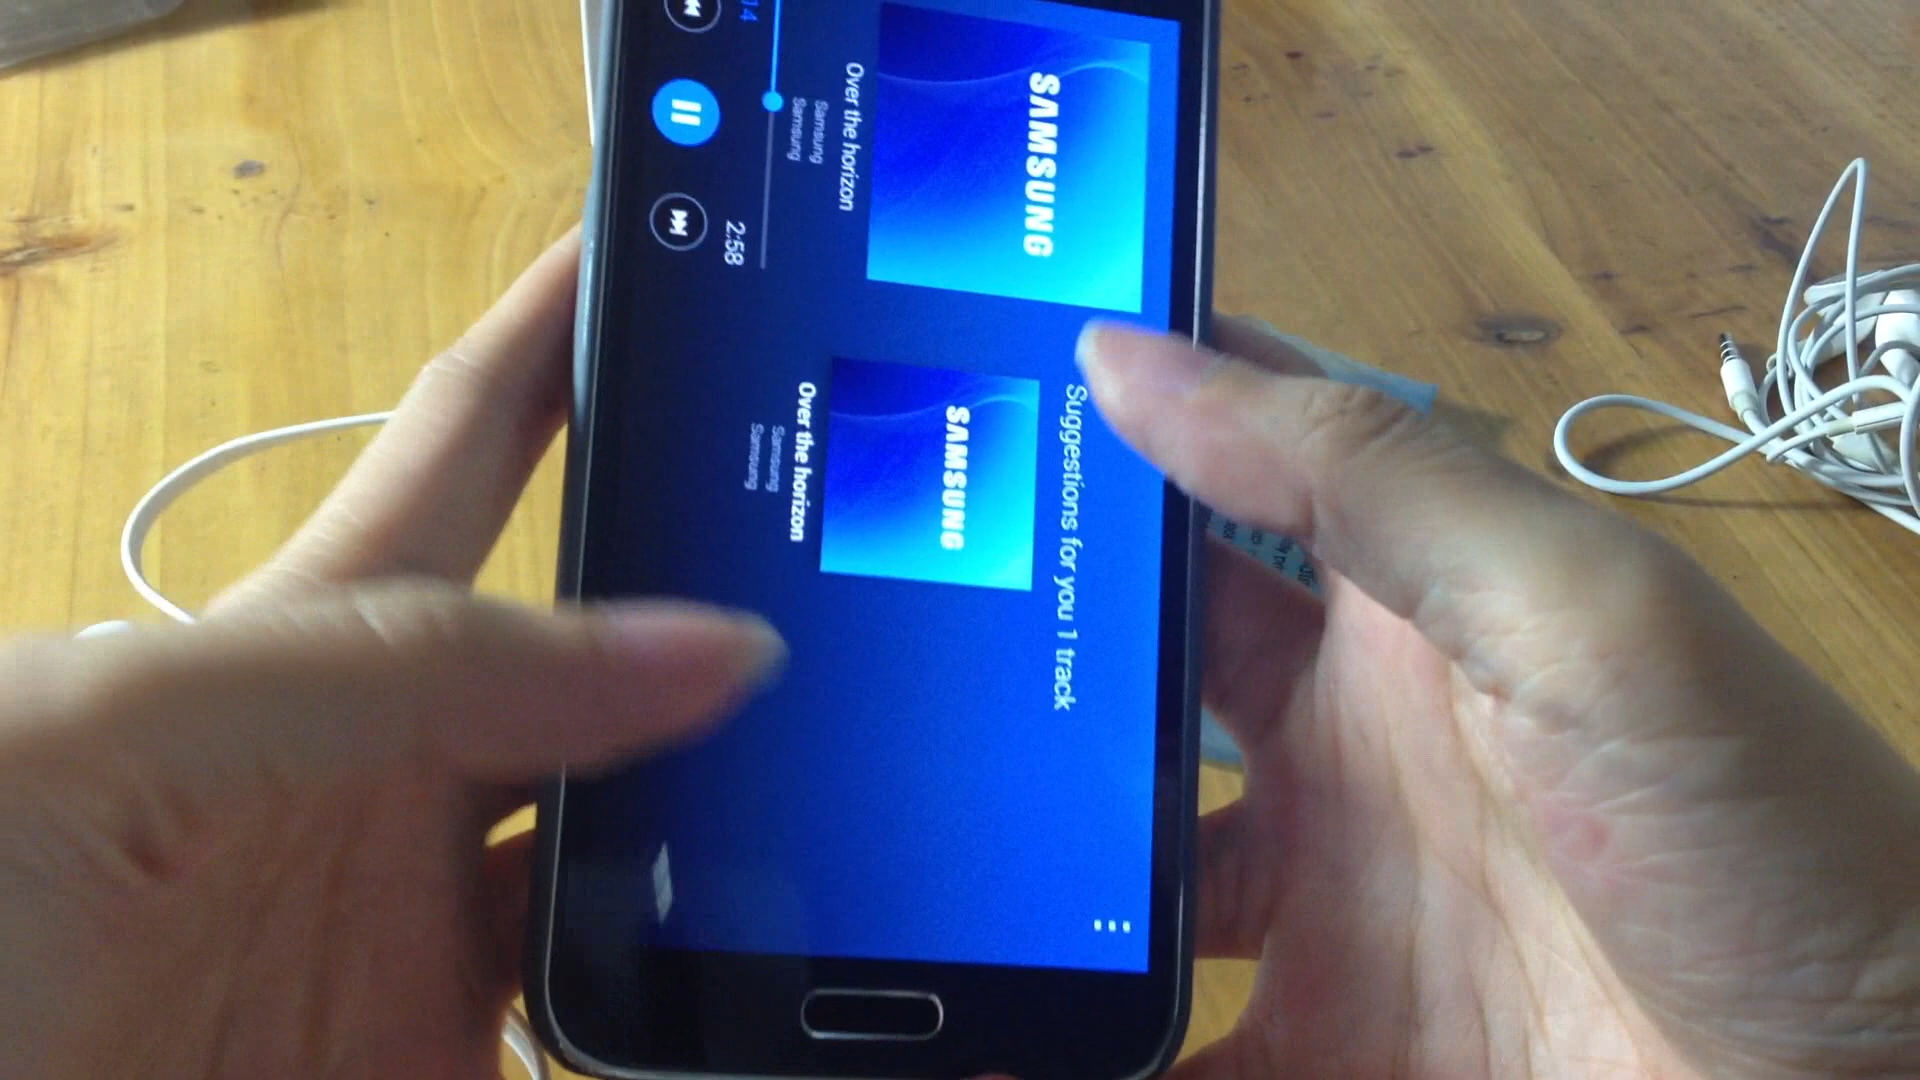 SAMSUNG
Over the horizon
Samsung
Samsung
14
2:58
Suggestions for you 1 track
SAMSUNG
Over the horizon
Samsung
Samsung